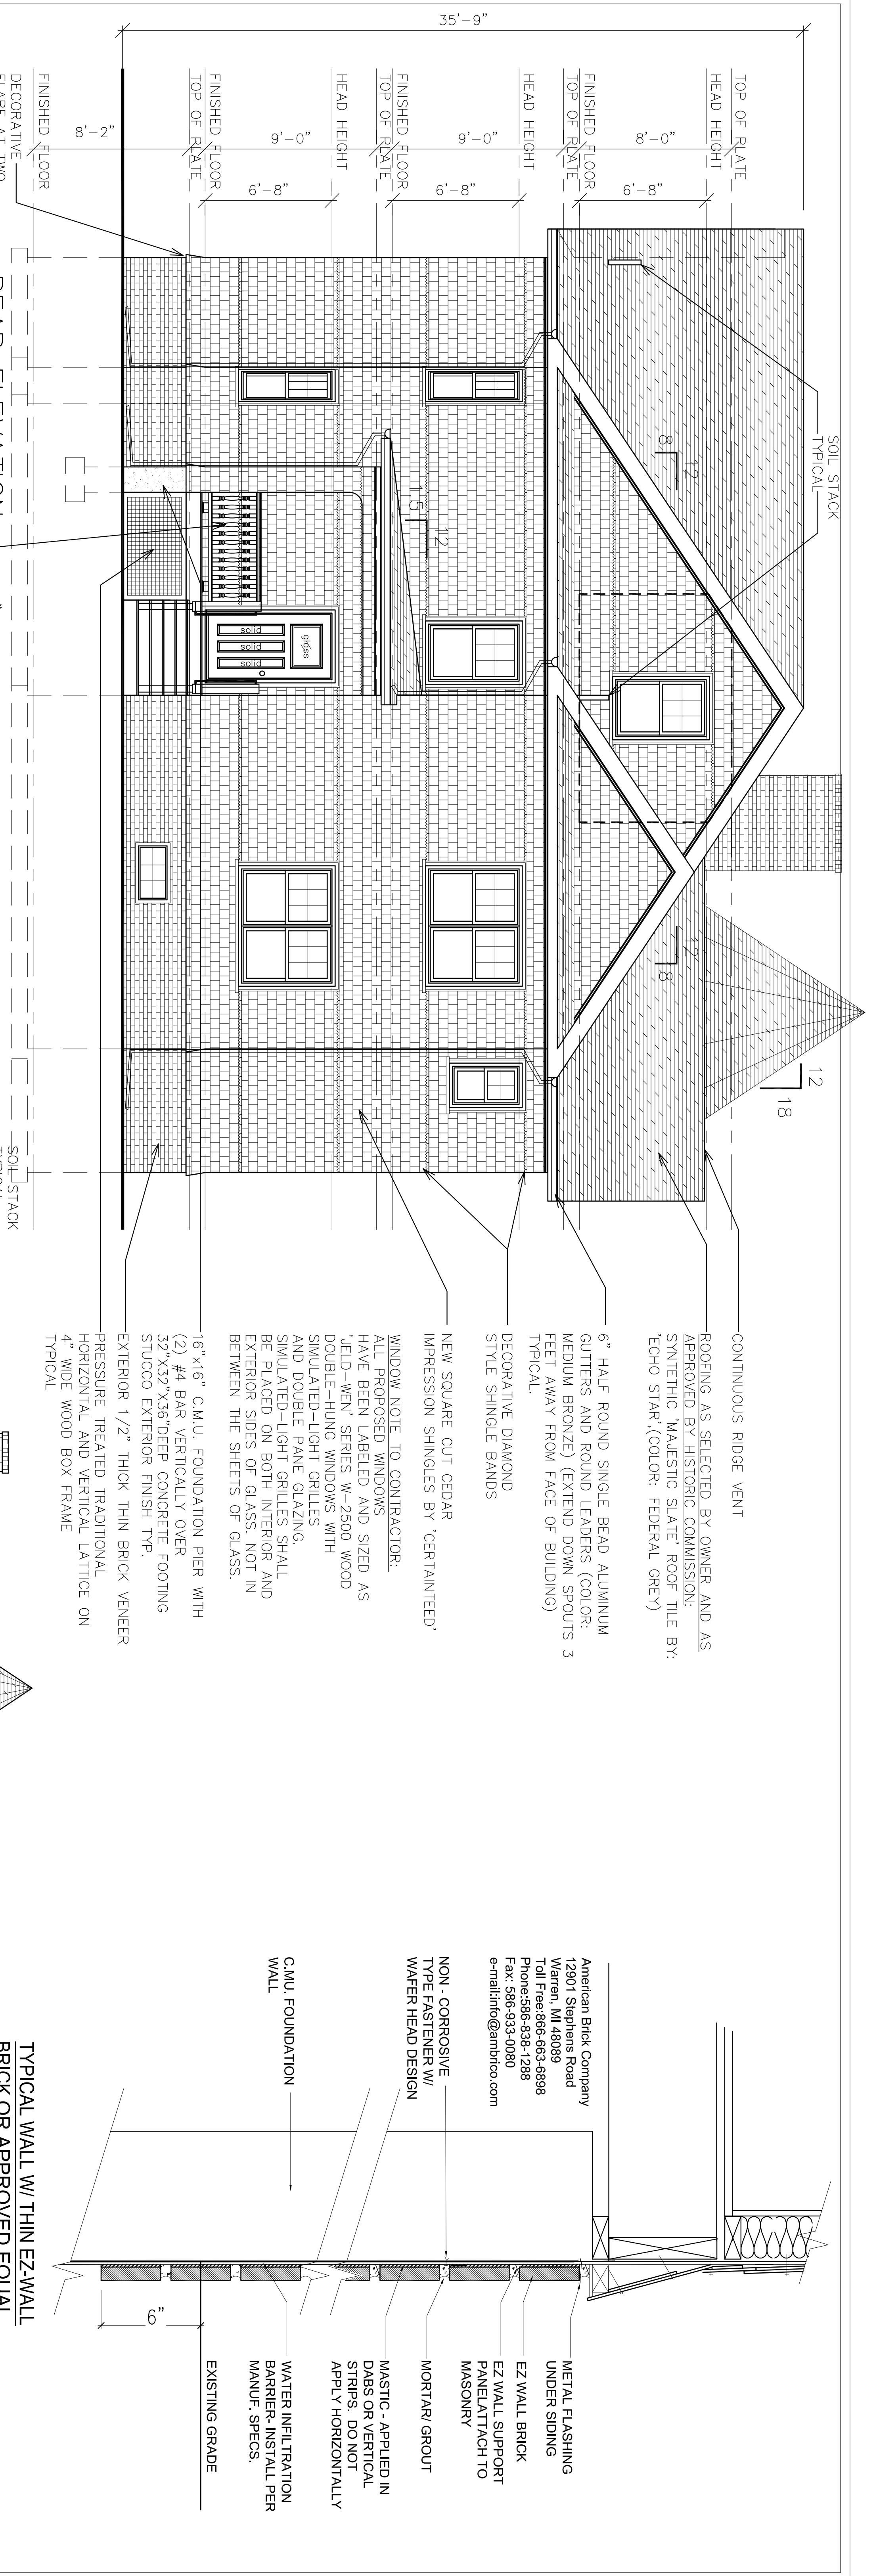 35'-9"
TOP OF PLATE
HEAD HEIGHT
8'-0"
6'-8"
FINISHED FLOOR
TOP OF PLATE
HEAD HEIGHT
9'-0"
6'-8"
FINISHED FLOOR
TOP OF PLATE
HEAD HEIGHT
9'-0"
6'-8"
FINISHED FLOOR
TOP OF PLATE
8'-2"
FINISHED FLOOR
DECORATIVE
FLARE AT TWO
SOIL STACK
TYPICAL
12
8
12
8
12
18
12
1.5
glass
solid
solid
solid
REAR ELEVATION
SOIL STACK
TYPICAL
CONTINUOUS RIDGE VENT
ROOFING AS SELECTED BY OWNER AND AS
APPROVED BY HISTORIC COMMISSION:
SYNTETHIC 'MAJESTIC SLATE' ROOF TILE BY:
'ECHO STAR',(COLOR: FEDERAL GREY)
6" HALF ROUND SINGLE BEAD ALUMINUM
GUTTERS AND ROUND LEADERS (COLOR:
MEDIUM BRONZE) (EXTEND DOWN SPOUTS 3
FEET AWAY FROM FACE OF BUILDING)
TYPICAL.
DECORATIVE DIAMOND
STYLE SHINGLE BANDS
NEW SQUARE CUT CEDAR
IMPRESSION SHINGLES BY 'CERTAINTEED'
WINDOW NOTE TO CONTRACTOR:
ALL PROPOSED WINDOWS
HAVE BEEN LABELED AND SIZED AS
'JELD-WEN' SERIES W-2500 WOOD
DOUBLE-HUNG WINDOWS WITH
SIMULATED-LIGHT GRILLES
AND DOUBLE PANE GLAZING.
SIMULATED-LIGHT GRILLES SHALL
BE PLACED ON BOTH INTERIOR AND
EXTERIOR SIDES OF GLASS. NOT IN
BETWEEN THE SHEETS OF GLASS.
16"x16" C.M.U. FOUNDATION PIER WITH
(2) #4 BAR VERTICALLY OVER
32"X32"X36"DEEP CONCRETE FOOTING
STUCCO EXTERIOR FINISH TYP.
EXTERIOR 1/2" THICK THIN BRICK VENEER
PRESSURE TREATED TRADITIONAL
HORIZONTAL AND VERTICAL LATTICE ON
4" WIDE WOOD BOX FRAME
TYPICAL
American Brick Company
12901 Stephens Road
Warren, MI 48089
Toll Free:866-663-6898
Phone:586-838-1288
Fax: 586-933-0080
e-mail:info@ambrico.com
NON - CORROSIVE
TYPE FASTENER W/
WAFER HEAD DESIGN
C.MU. FOUNDATION
WALL
METAL FLASHING
UNDER SIDING
EZ WALL BRICK
EZ WALL SUPPORT
PANELATTACH TO
MASONRY
MORTAR/ GROUT
MASTIC - APPLIED IN
DABS OR VERTICAL
STRIPS. DO NOT
APPLY HORIZONTALLY
WATER INFILTRATION
BARRIER- INSTALL PER
MANUF. SPECS.
EXISTING GRADE
6"
TYPICAL WALL W/ THIN EZ-WALL
BRICK OR APPROVED EQUAL